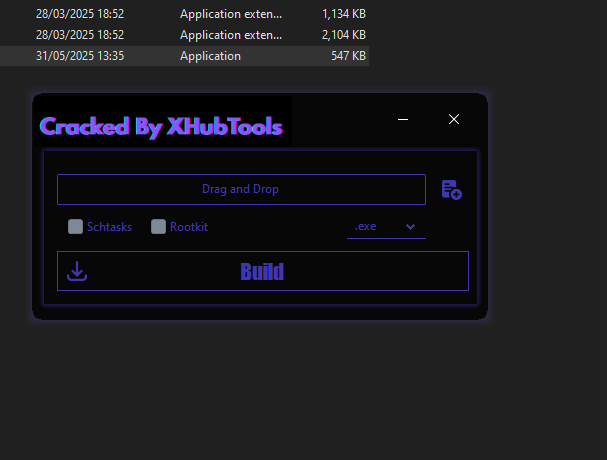 28/03/2025 18:52 Application exten... 1,134 KB
28/03/2025 18:52 Application exten... 2,104 KB
31/05/2025 13:35 Application 547 KB
Cracked By XHubTools
Drag and Drop
Schtasks Rootkit .exe
Build